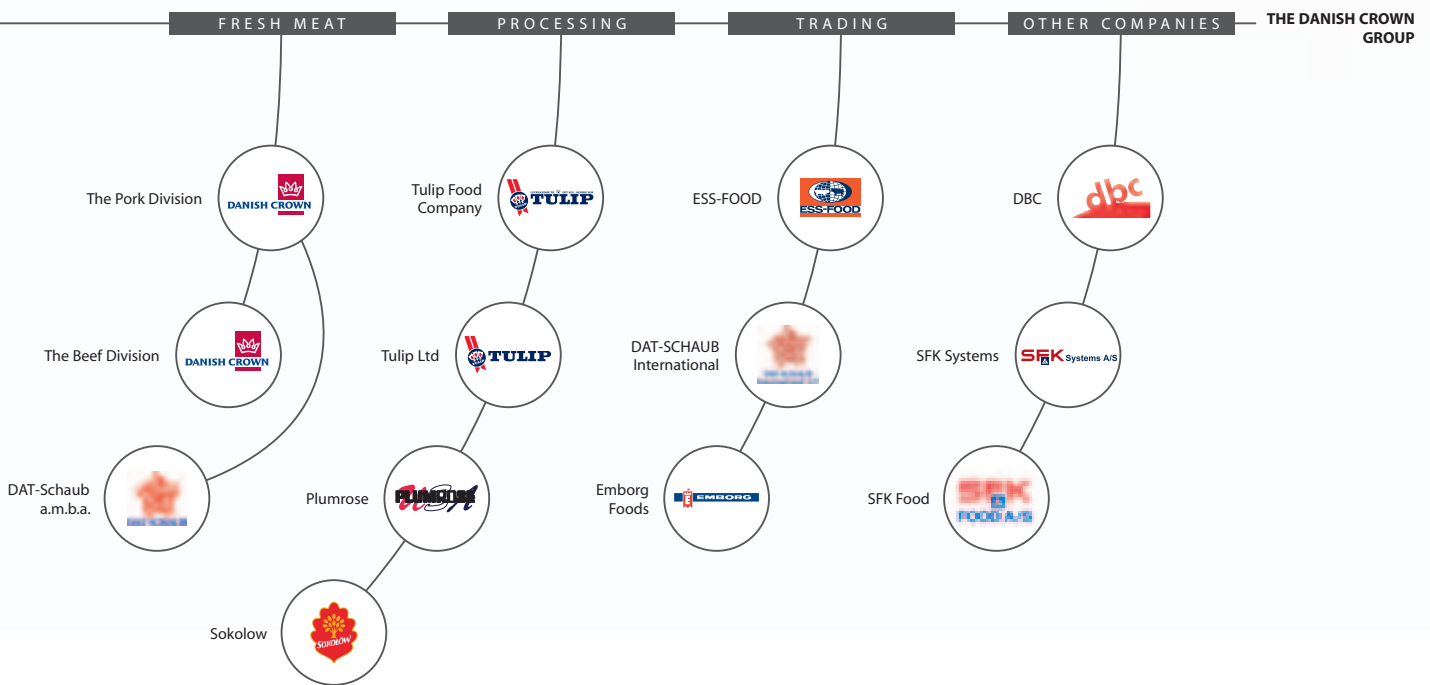 FRESH MEAT
PROCESSING
TRADING
OTHER COMPANIES
THE DANISH CROWN
GROUP
The Pork Division
DANISH CROWN
Tulip Food
Company
TULIP
ESS-FOOD
ESS-FOOD
DBC
dbc
The Beef Division
DANISH CROWN
Tulip Ltd
TULIP
DAT-SCHAUB
International
SFK Systems
SFK Systems A/S
DAT-Schaub
a.m.b.a.
Plumrose
PLUMROSE
USA
Emborg
Foods
E EMBORG
SFK Food
SFK
FOOD A/S
Sokolow
SOKOŁÓW